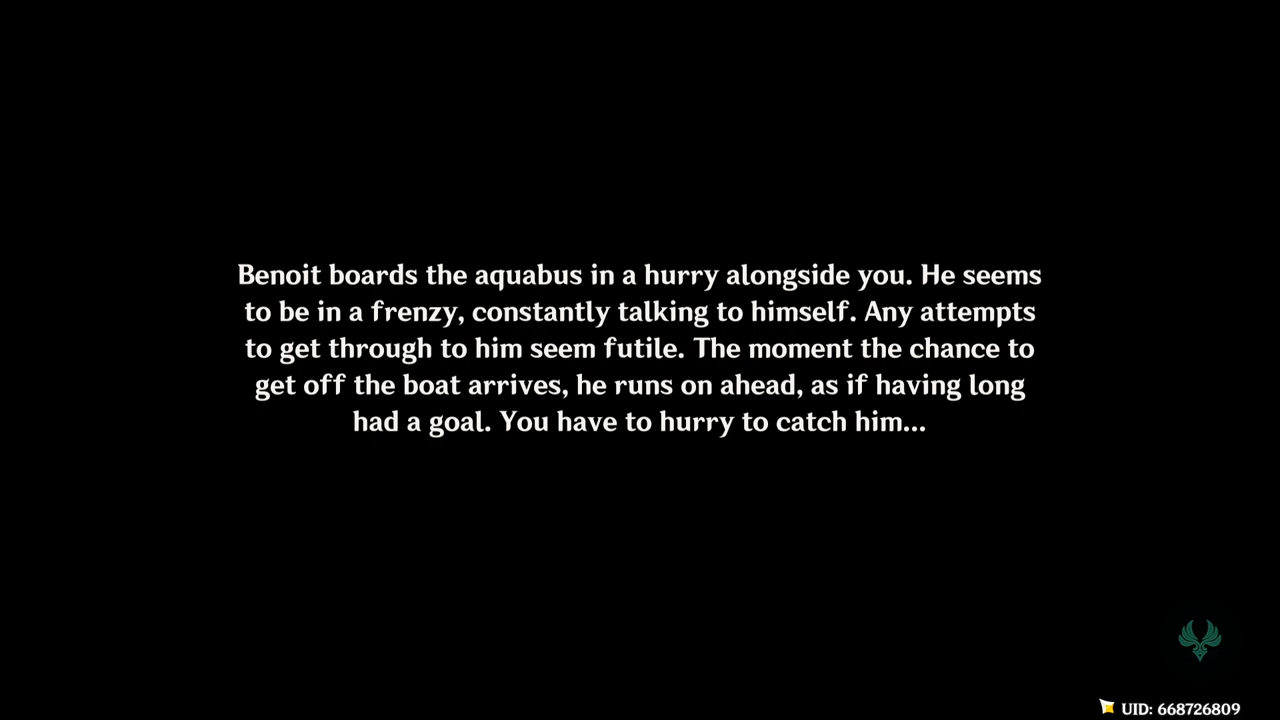 Benoit boards the aquabus in a hurry alongside you. He seems
to be in a frenzy, constantly talking to himself. Any attempts
to get through to him seem futile. The moment the chance to
get off the boat arrives, he runs on ahead, as if having long
had a goal. You have to hurry to catch him...
UID: 668726809